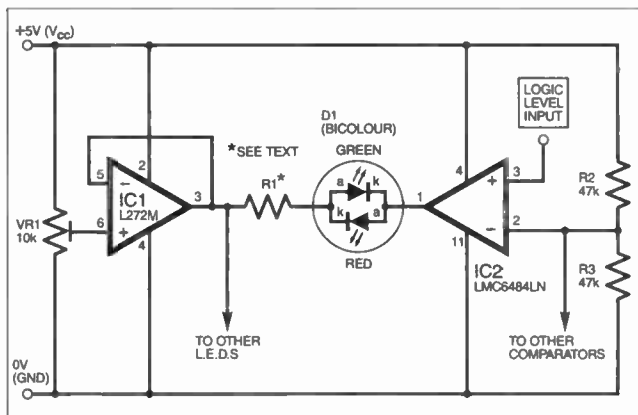 +5V (VCC)
LOGIC
LEVEL
INPUT
D1
(BICOLOUR)
GREEN
*SEE TEXT
R1*
a
k
k
a
RED
5
2
6
3
4
IC1
L272M
VR1
10k
1
4
3
2
11
IC2
LMC6484LN
R2
47k
R3
47k
TO OTHER
L.E.D.S
TO OTHER
COMPARATORS
0V
(GND)